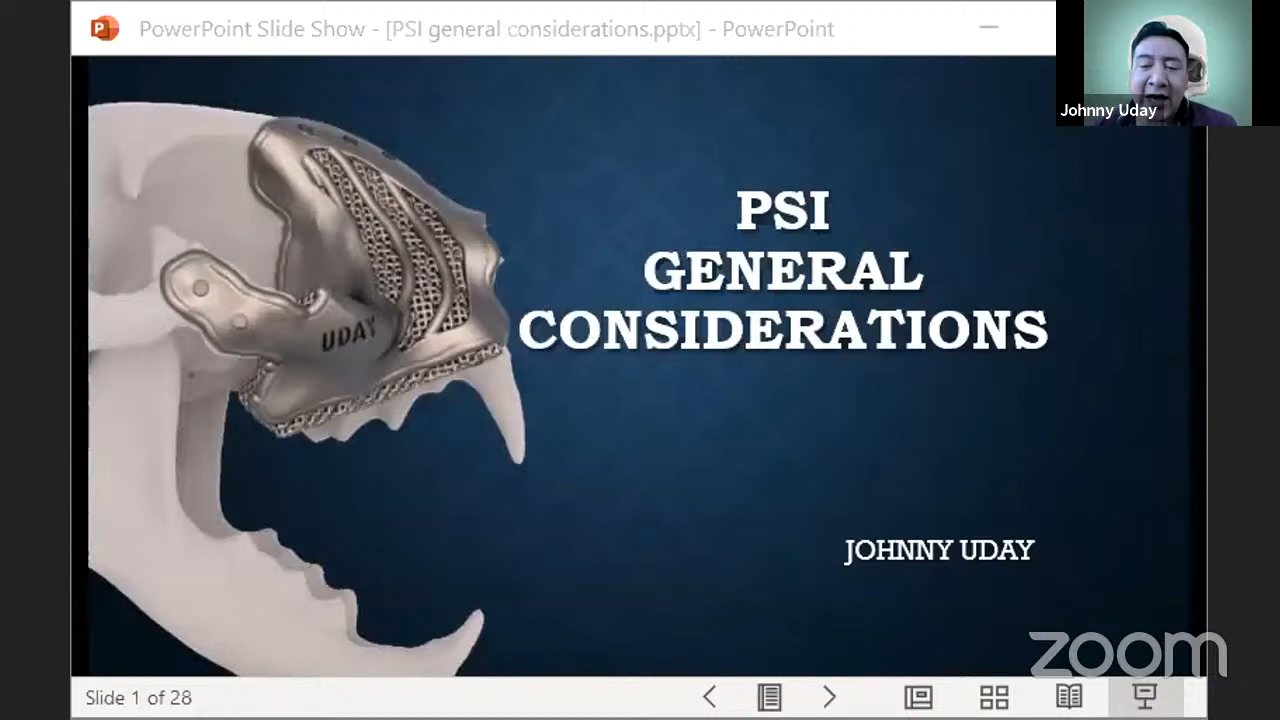 PowerPoint Slide Show - [PSI general considerations.pptx] - PowerPoint
Johnny Uday
PSI
GENERAL
CONSIDERATIONS
UDAY
JOHNNY UDAY
zoom
Slide 1 of 28